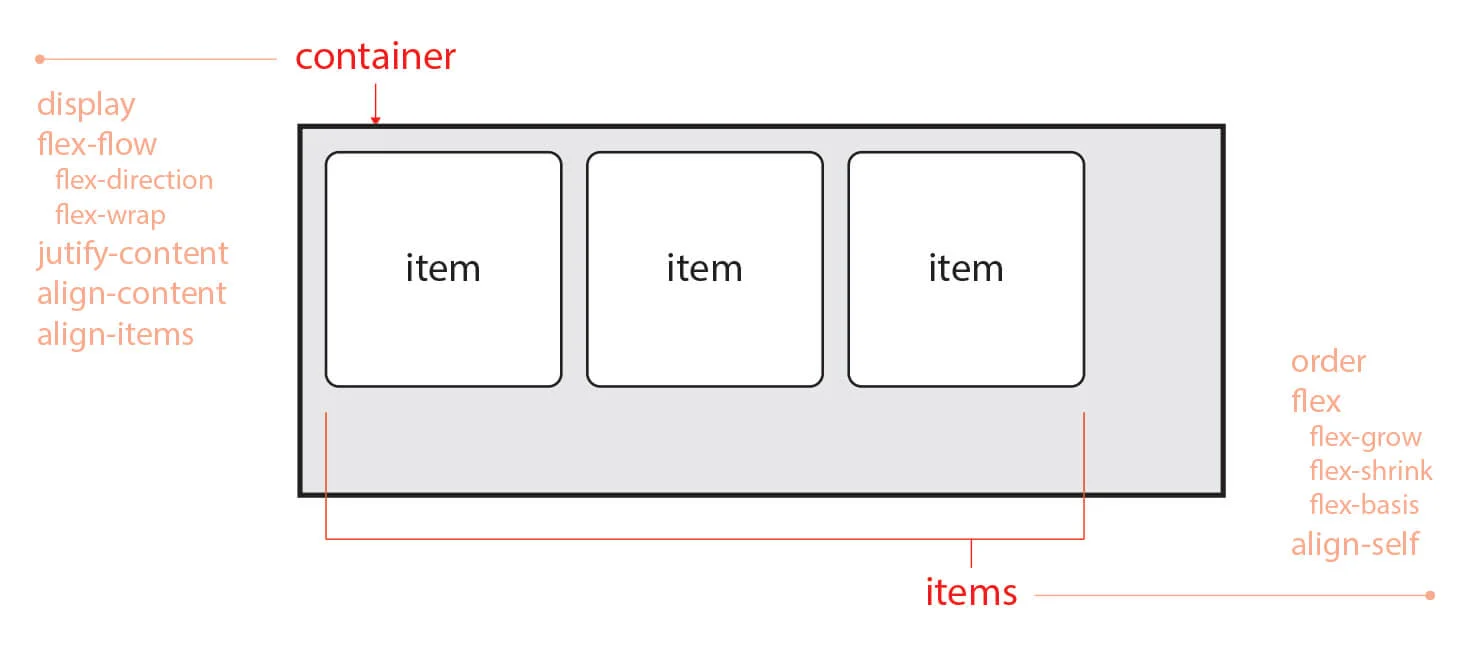 container
display
flex-flow
flex-direction
flex-wrap
jutify-content
align-content
align-items
item item item
order
flex
flex-grow
flex-shrink
flex-basis
align-self
items